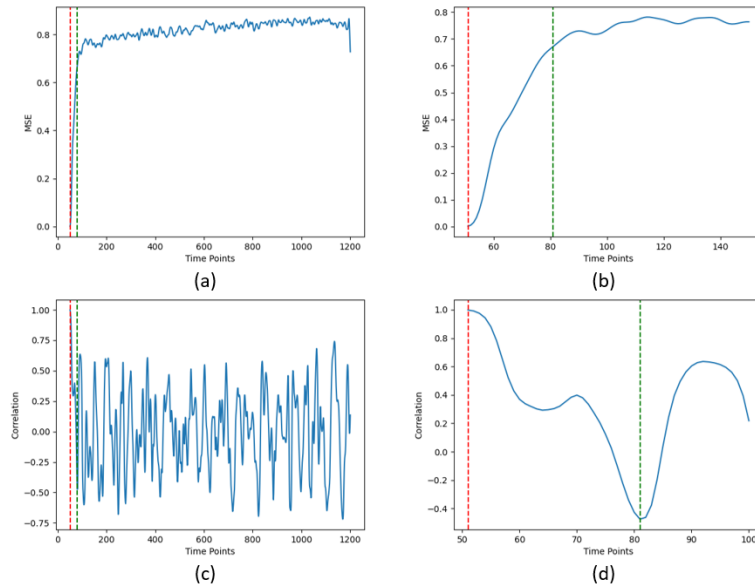 0.8
0.6
0.4
0.2
0.0
MSE
0 200 400 600 800 1000 1200
Time Points
(a)
0.8
0.7
0.6
0.5
0.4
0.3
0.2
0.1
0.0
MSE
60 80 100 120 140
Time Points
(b)
1.00
0.75
0.50
0.25
0.00
−0.25
−0.50
−0.75
Correlation
0 200 400 600 800 1000 1200
Time Points
(c)
1.0
0.8
0.6
0.4
0.2
0.0
−0.2
−0.4
Correlation
50 60 70 80 90 100
Time Points
(d)